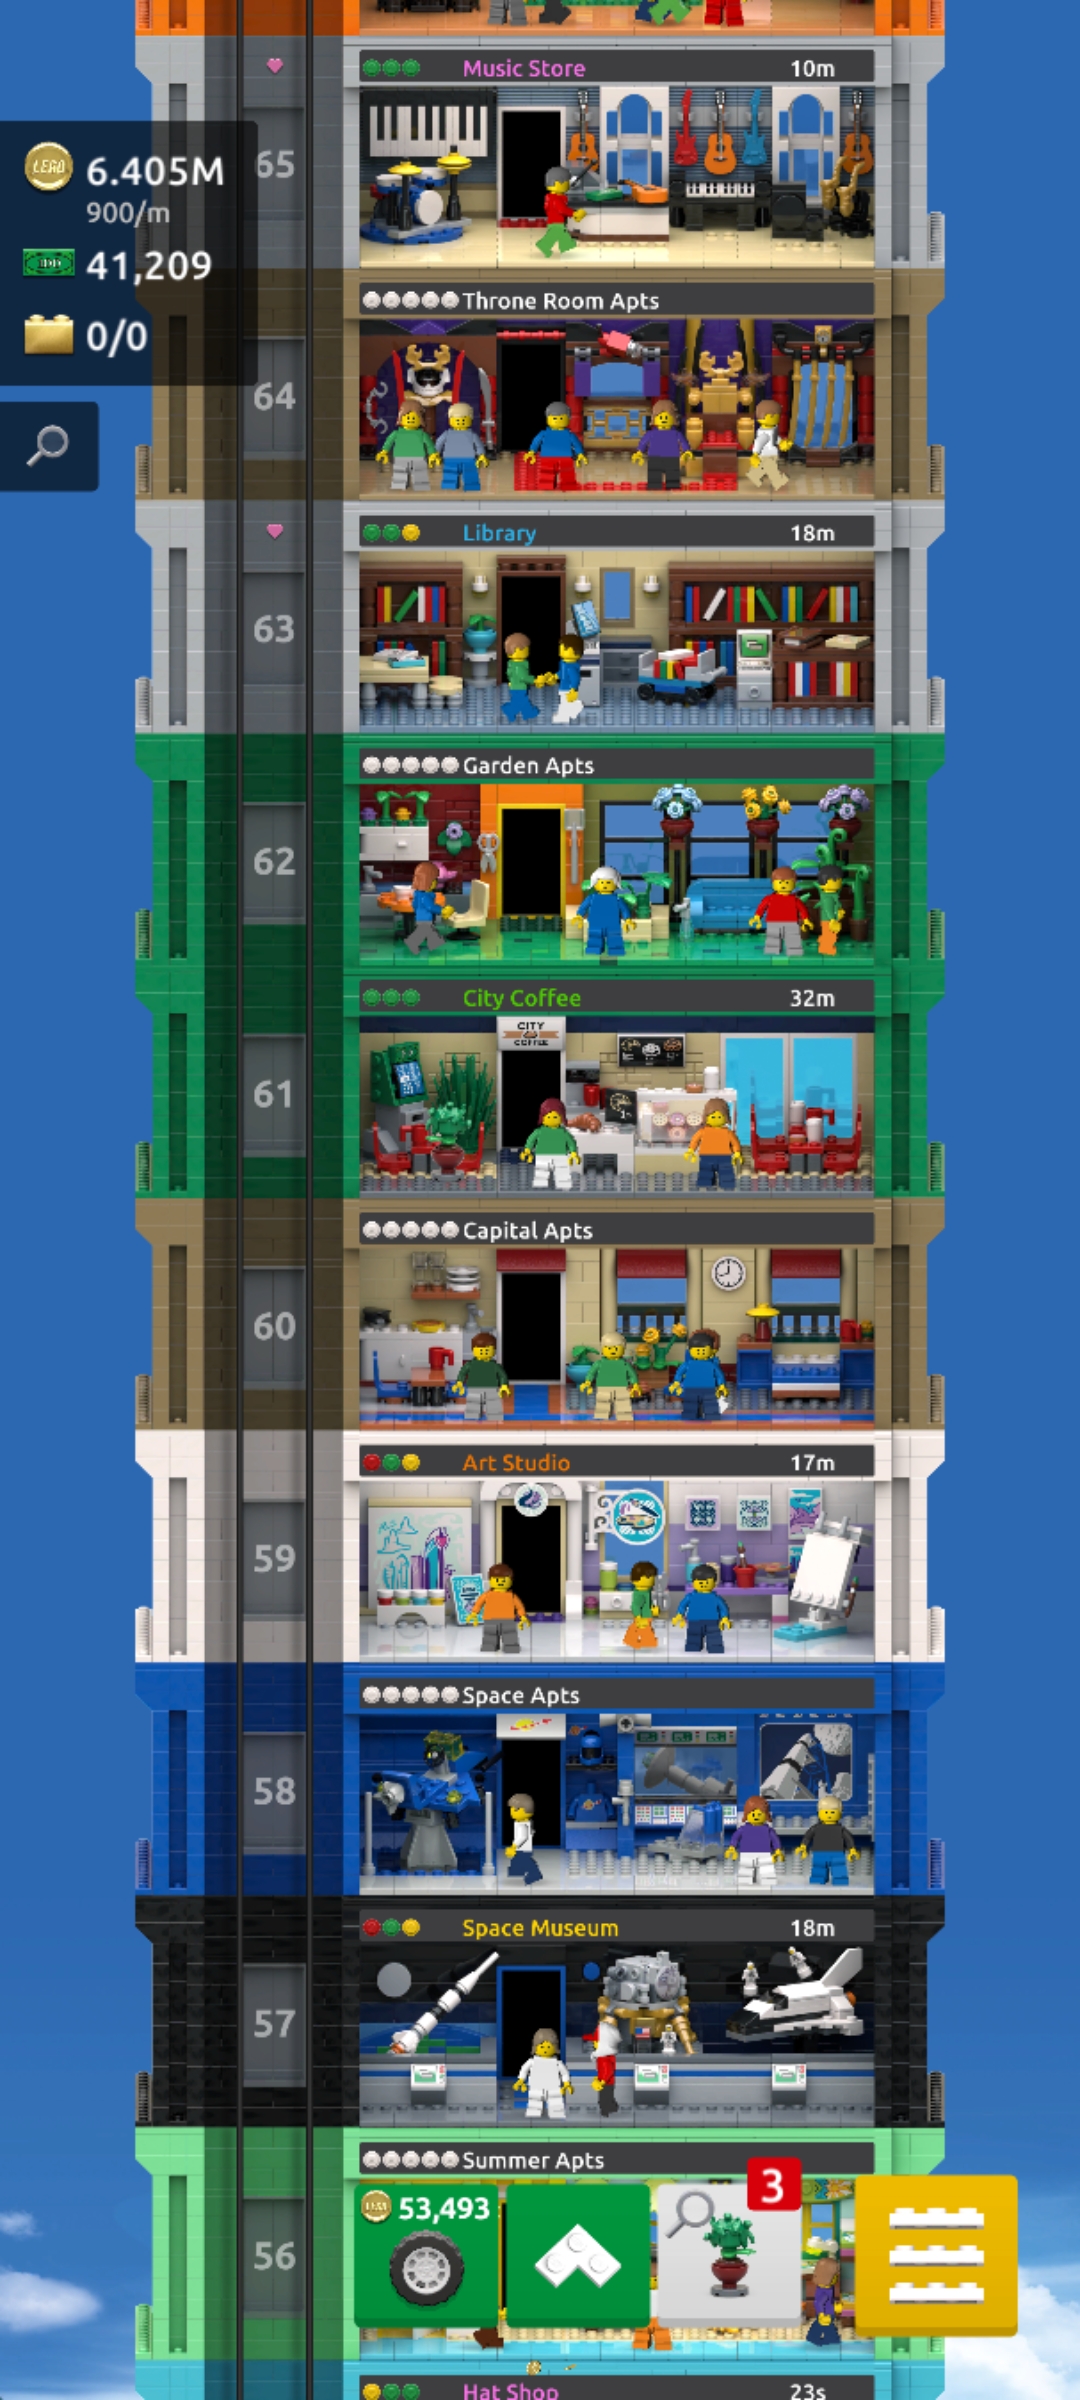 Music Store 10m
65
LEGO 6.405M
900/m
41,209
0/0
Throne Room Apts
64
Library 18m
63
Garden Apts
62
City Coffee 32m
CITY
COFFEE
61
Capital Apts
60
Art Studio 17m
59
Space Apts
58
Space Museum 18m
57
Summer Apts
3
53,493
56
Hat Shop 23s